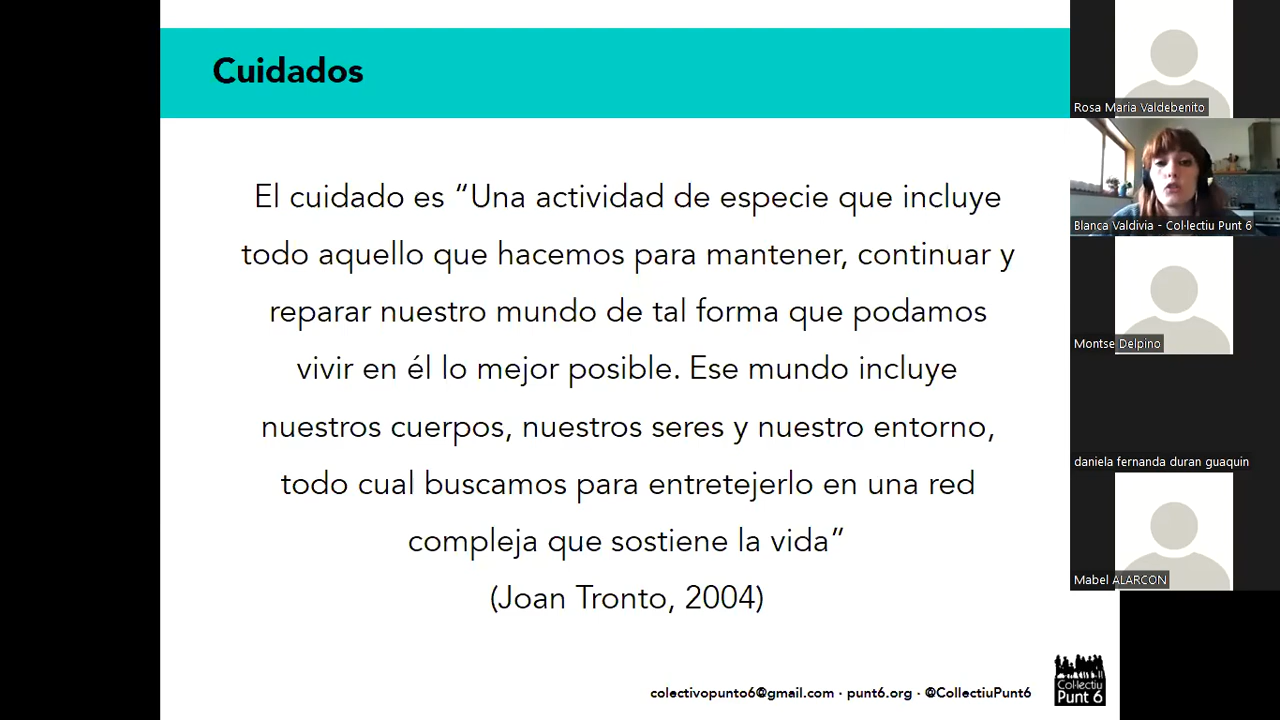 Cuidados
El cuidado es “Una actividad de especie que incluye
todo aquello que hacemos para mantener, continuar y
reparar nuestro mundo de tal forma que podamos
vivir en él lo mejor posible. Ese mundo incluye
nuestros cuerpos, nuestros seres y nuestro entorno,
todo cual buscamos para entretejerlo en una red
compleja que sostiene la vida”
(Joan Tronto, 2004)
colectivopunto6@gmail.com · punt6.org · @CollectiuPunt6
Col·lectiu
Punt 6
Rosa Maria Valdebenito
Blanca Valdivia - Col·lectiu Punt 6
Montse Delpino
daniela fernanda duran guaquin
Mabel ALARCON